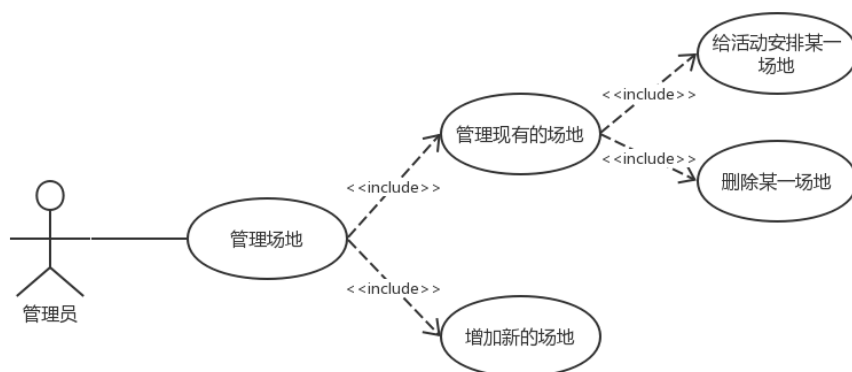 给活动安排某一
场地
<<include>>
管理现有的场地
<<include>>
删除某一场地
<<include>>
管理场地
<<include>>
管理员
增加新的场地